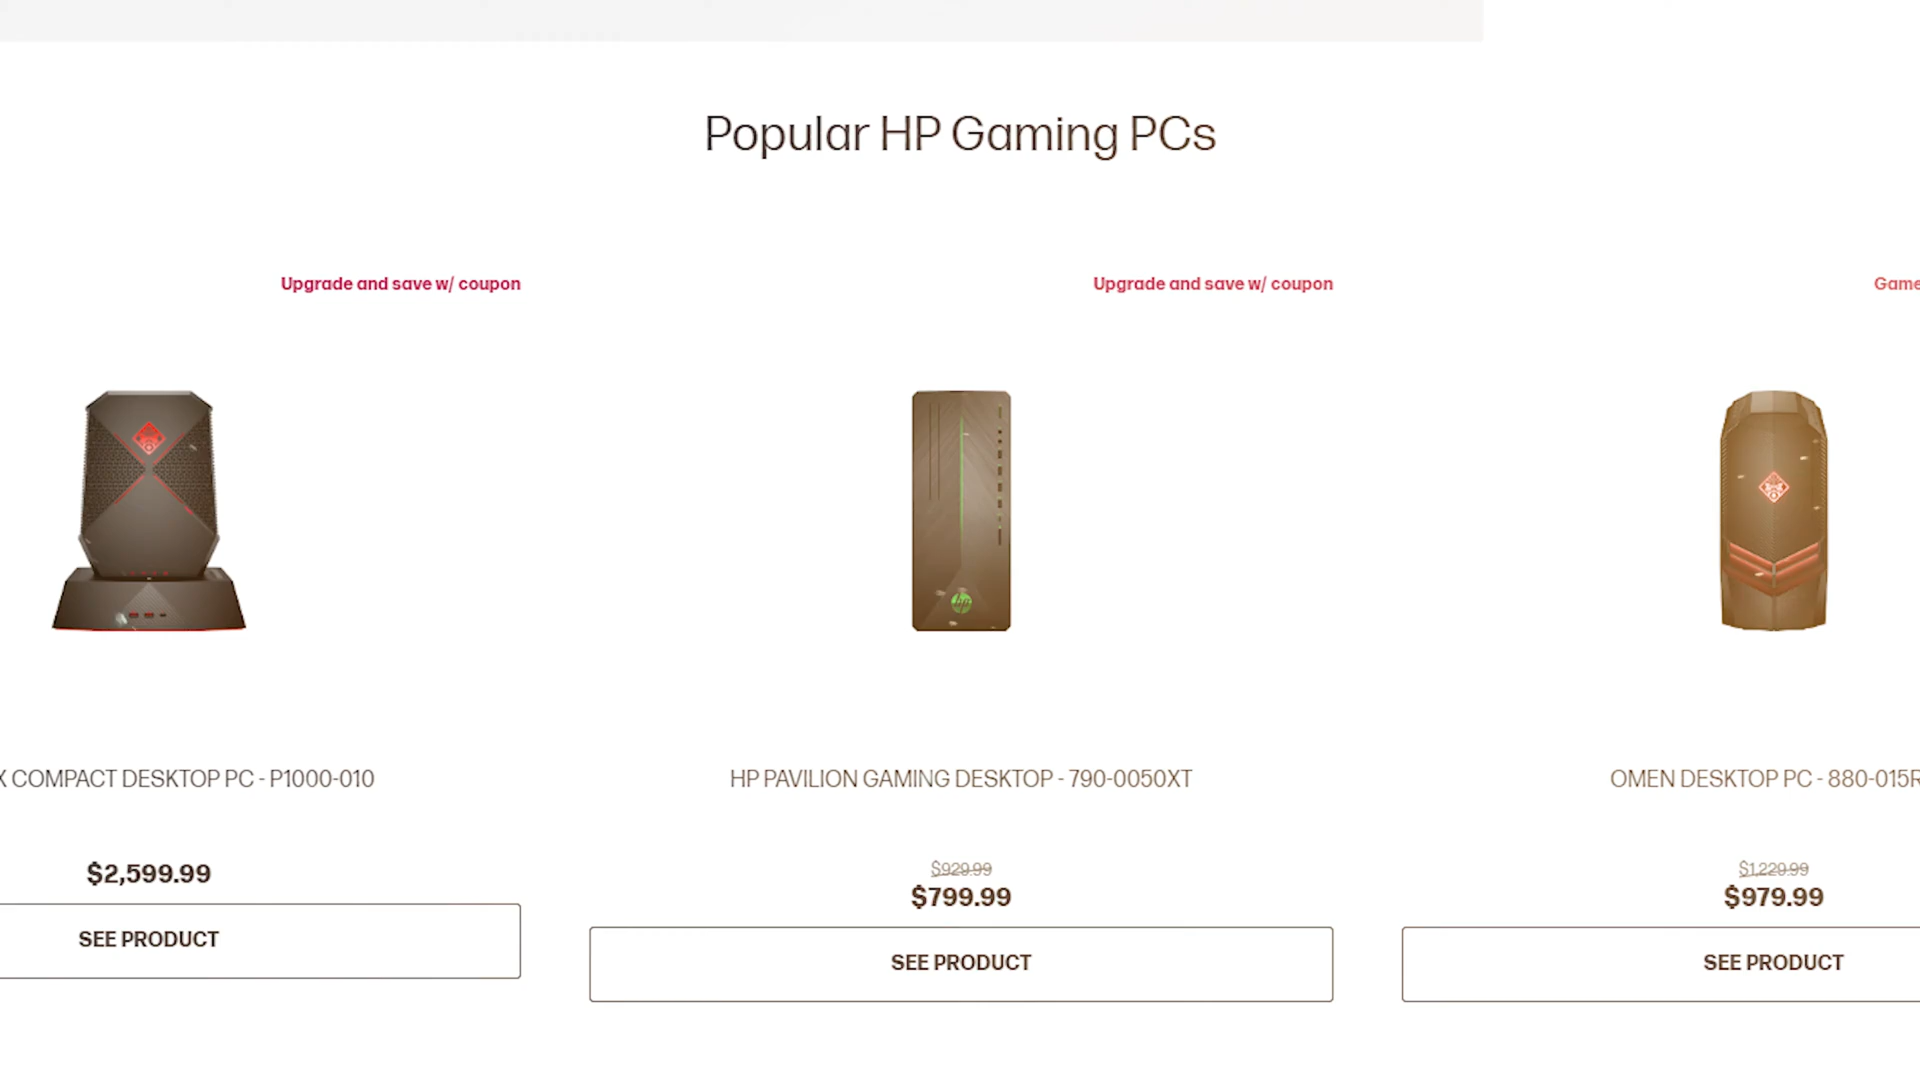 Popular HP Gaming PCs
Upgrade and save w/ coupon
Upgrade and save w/ coupon
Game
X COMPACT DESKTOP PC - P1000-010
HP PAVILION GAMING DESKTOP - 790-0050XT
OMEN DESKTOP PC - 880-015R
$2,599.99
$929.99
$799.99
$1,229.99
$979.99
SEE PRODUCT
SEE PRODUCT
SEE PRODUCT